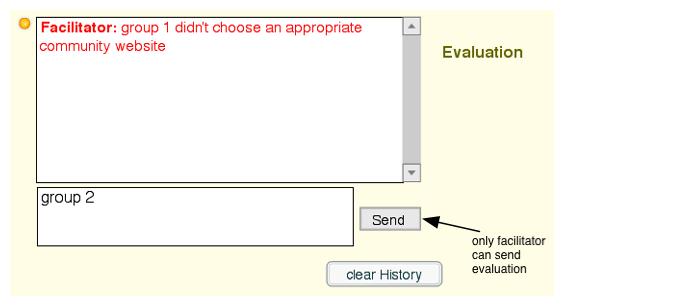 Facilitator: group 1 didn't choose an appropriate
community website
Evaluation
group 2
Send
only facilitator
can send
evaluation
clear History